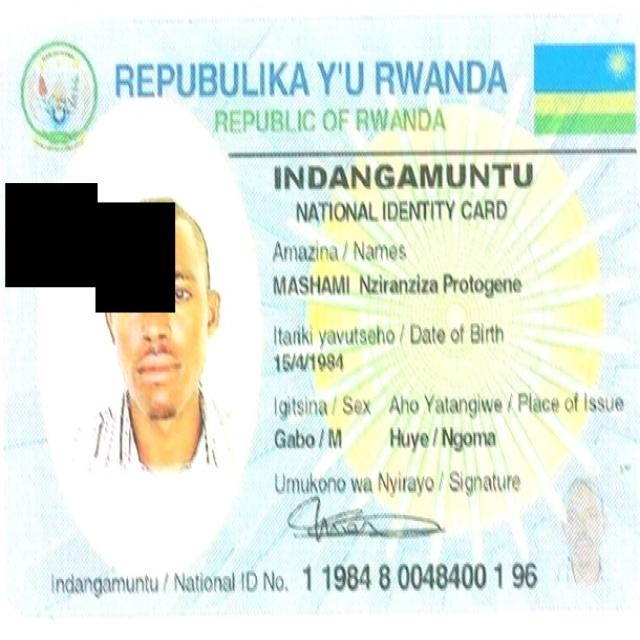 REPUBULIKA Y'U RWANDA
REPUBLIC OF RWANDA
INDANGAMUNTU
NATIONAL IDENTITY CARD
Amazina / Names
MASHAMI Nziranziza Protogene
Itariki yavutseho / Date of Birth
15/4/1984
Igitsina / Sex Aho Yatangiwe / Place of Issue
Gabo / M Huye / Ngoma
Umukono wa Nyirayo / Signature
Indangamuntu / National ID No. 1 1984 8 0048400 1 96